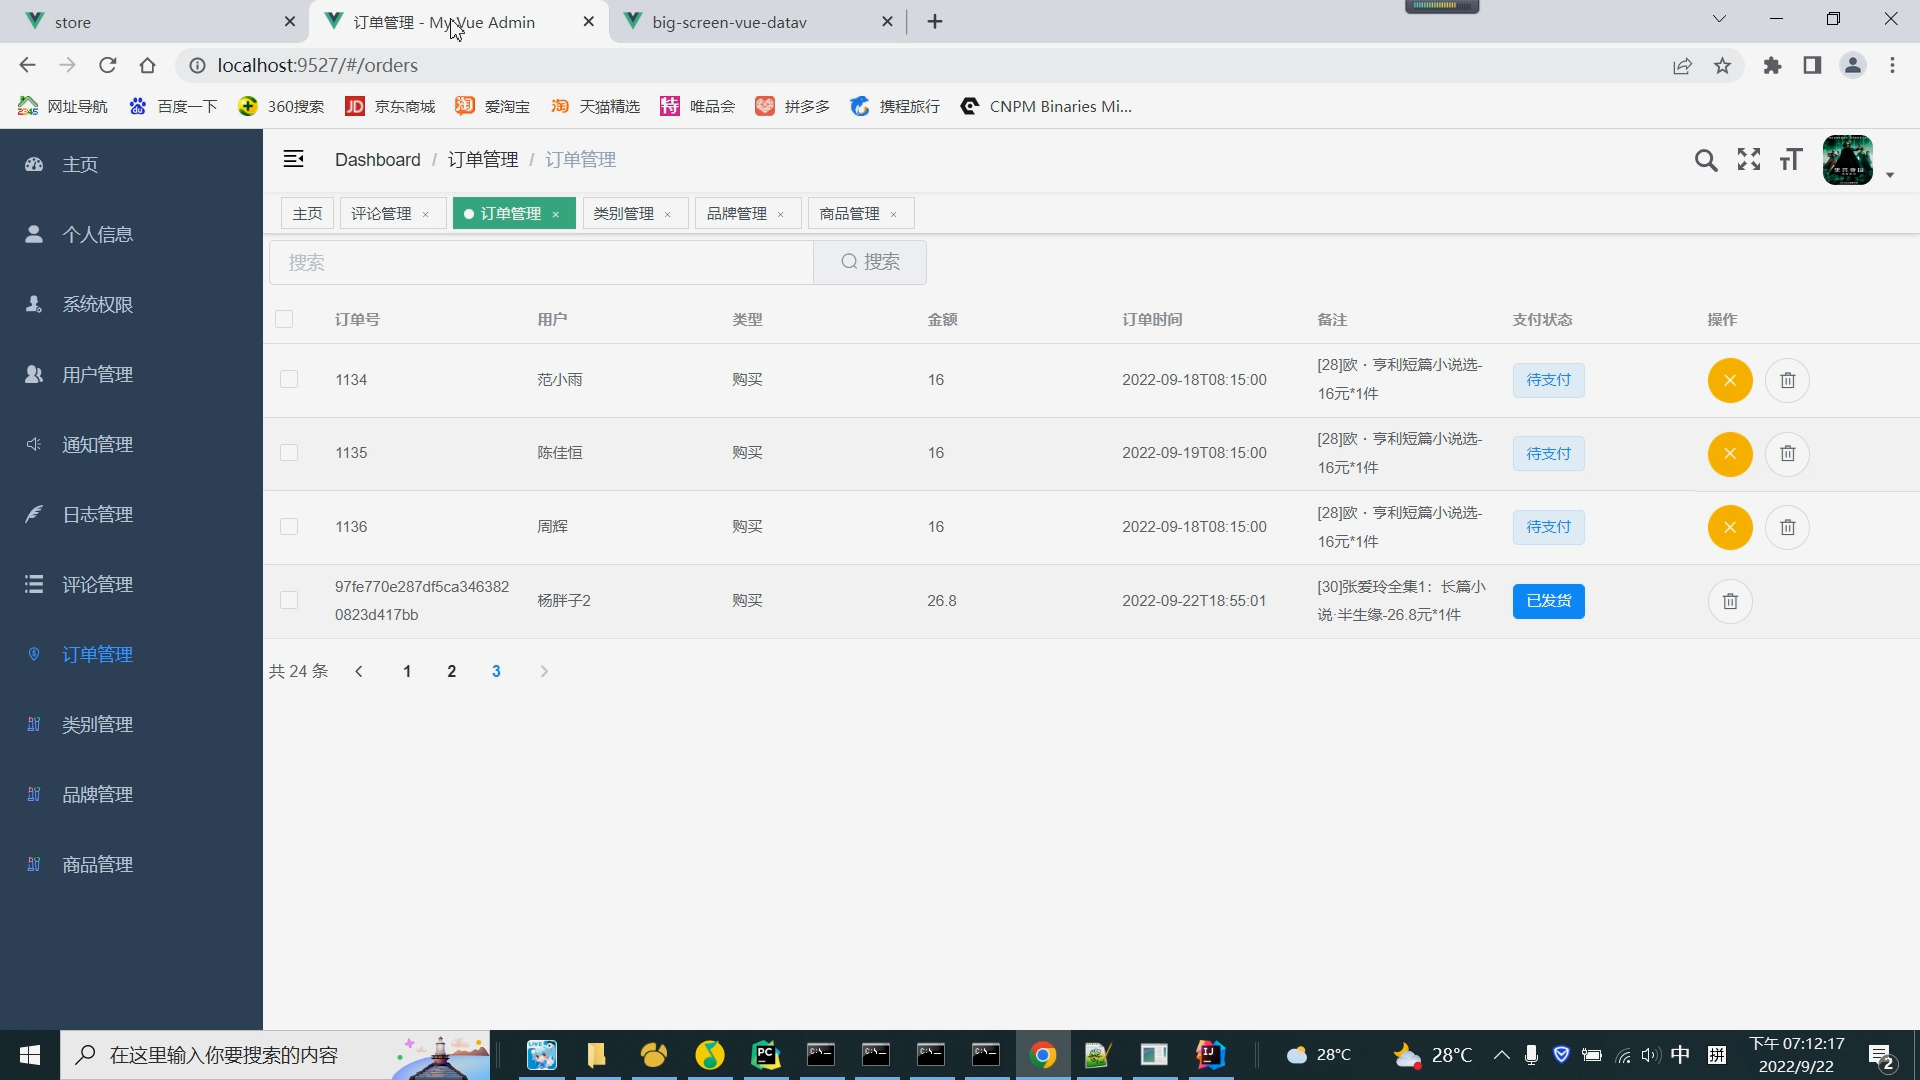 store
订单管理 - My Vue Admin
big-screen-vue-datav
localhost:9527/#/orders
网址导航
百度一下
360搜索
JD 京东商城
淘 爱淘宝
淘 天猫精选
特 唯品会
拼多多
携程旅行
CNPM Binaries Mi...
主页
个人信息
系统权限
用户管理
通知管理
日志管理
评论管理
订单管理
类别管理
品牌管理
商品管理
Dashboard / 订单管理 / 订单管理
主页
评论管理 ×
订单管理 ×
类别管理 ×
品牌管理 ×
商品管理 ×
搜索
搜索
订单号 用户 类型 金额 订单时间 备注 支付状态 操作
1134 范小雨 购买 16 2022-09-18T08:15:00 [28]欧·亨利短篇小说选-
16元*1件
待支付
1135 陈佳恒 购买 16 2022-09-19T08:15:00 [28]欧·亨利短篇小说选-
16元*1件
待支付
1136 周辉 购买 16 2022-09-18T08:15:00 [28]欧·亨利短篇小说选-
16元*1件
待支付
97fe770e287df5ca346382
0823d417bb
杨胖子2 购买 26.8 2022-09-22T18:55:01 [30]张爱玲全集1：长篇小
说·半生缘-26.8元*1件
已发货
共 24 条 1 2 3
在这里输入你要搜索的内容
28°C
28°C
中
拼
下午 07:12:17
2022/9/22
2